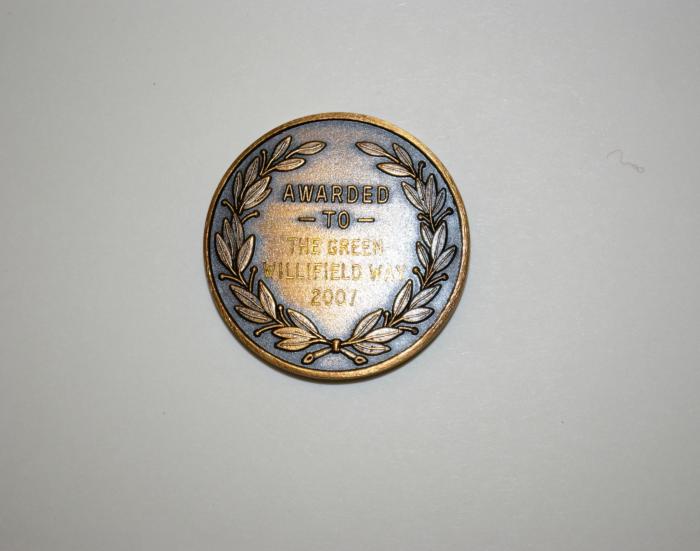 AWARDED
- TO -
THE GREEN
WILLIFIELD WAY
2007